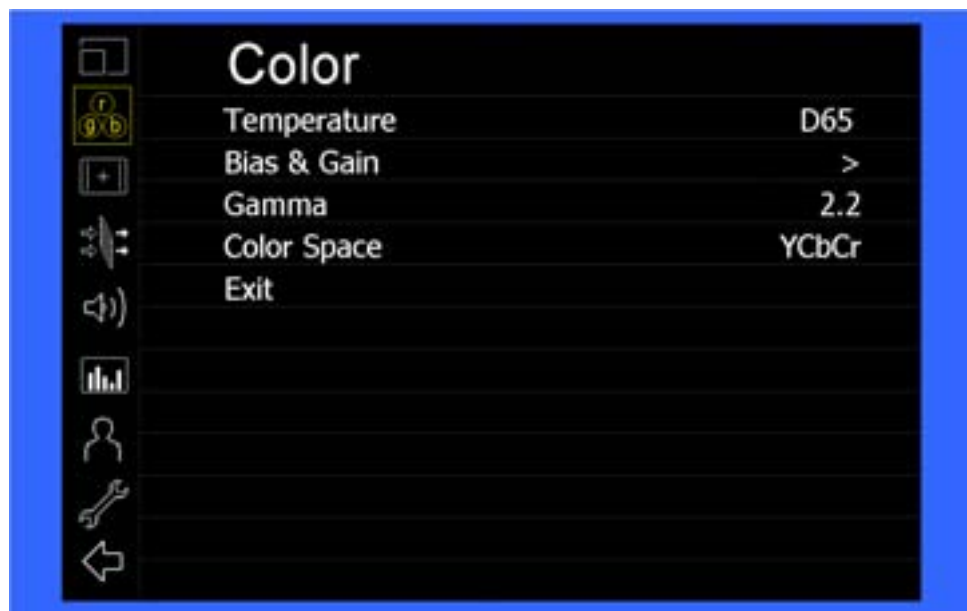 Color
r
g b
Temperature D65
Bias & Gain >
Gamma 2.2
Color Space YCbCr
Exit